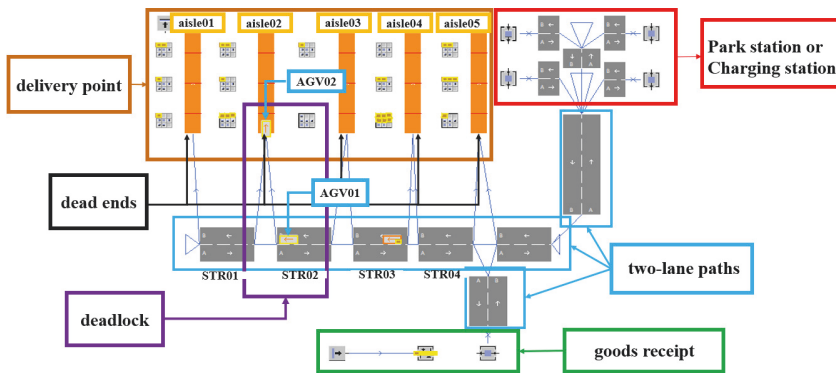 aisle01
aisle02
aisle03
aisle04
aisle05
Park station or
Charging station
delivery point
AGV02
dead ends
AGV01
STR01
STR02
STR03
STR04
two-lane paths
deadlock
goods receipt
B
A
B
A
B
A
B
A
B
A
B
A
B
A
B
A
B
A
B
A
A
B